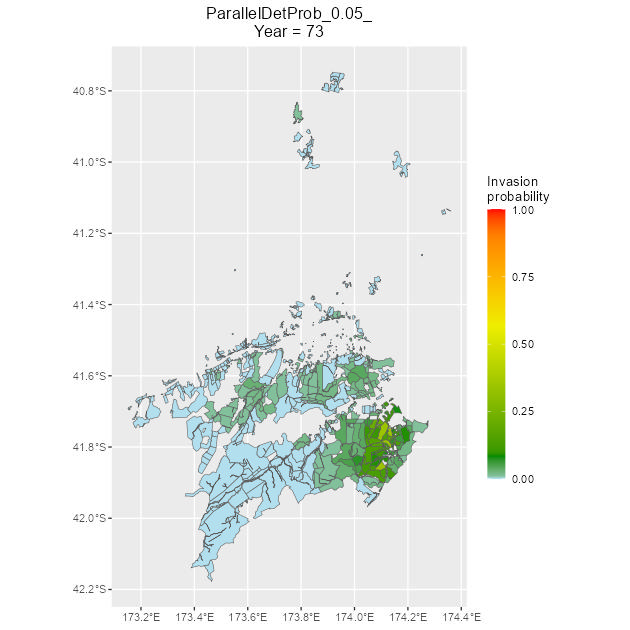 ParallelDetProb_0.05_
Year = 73
40.8°S
41.0°S
41.2°S
41.4°S
41.6°S
41.8°S
42.0°S
42.2°S
173.2°E
173.4°E
173.6°E
173.8°E
174.0°E
174.2°E
174.4°E
Invasion
probability
1.00
0.75
0.50
0.25
0.00